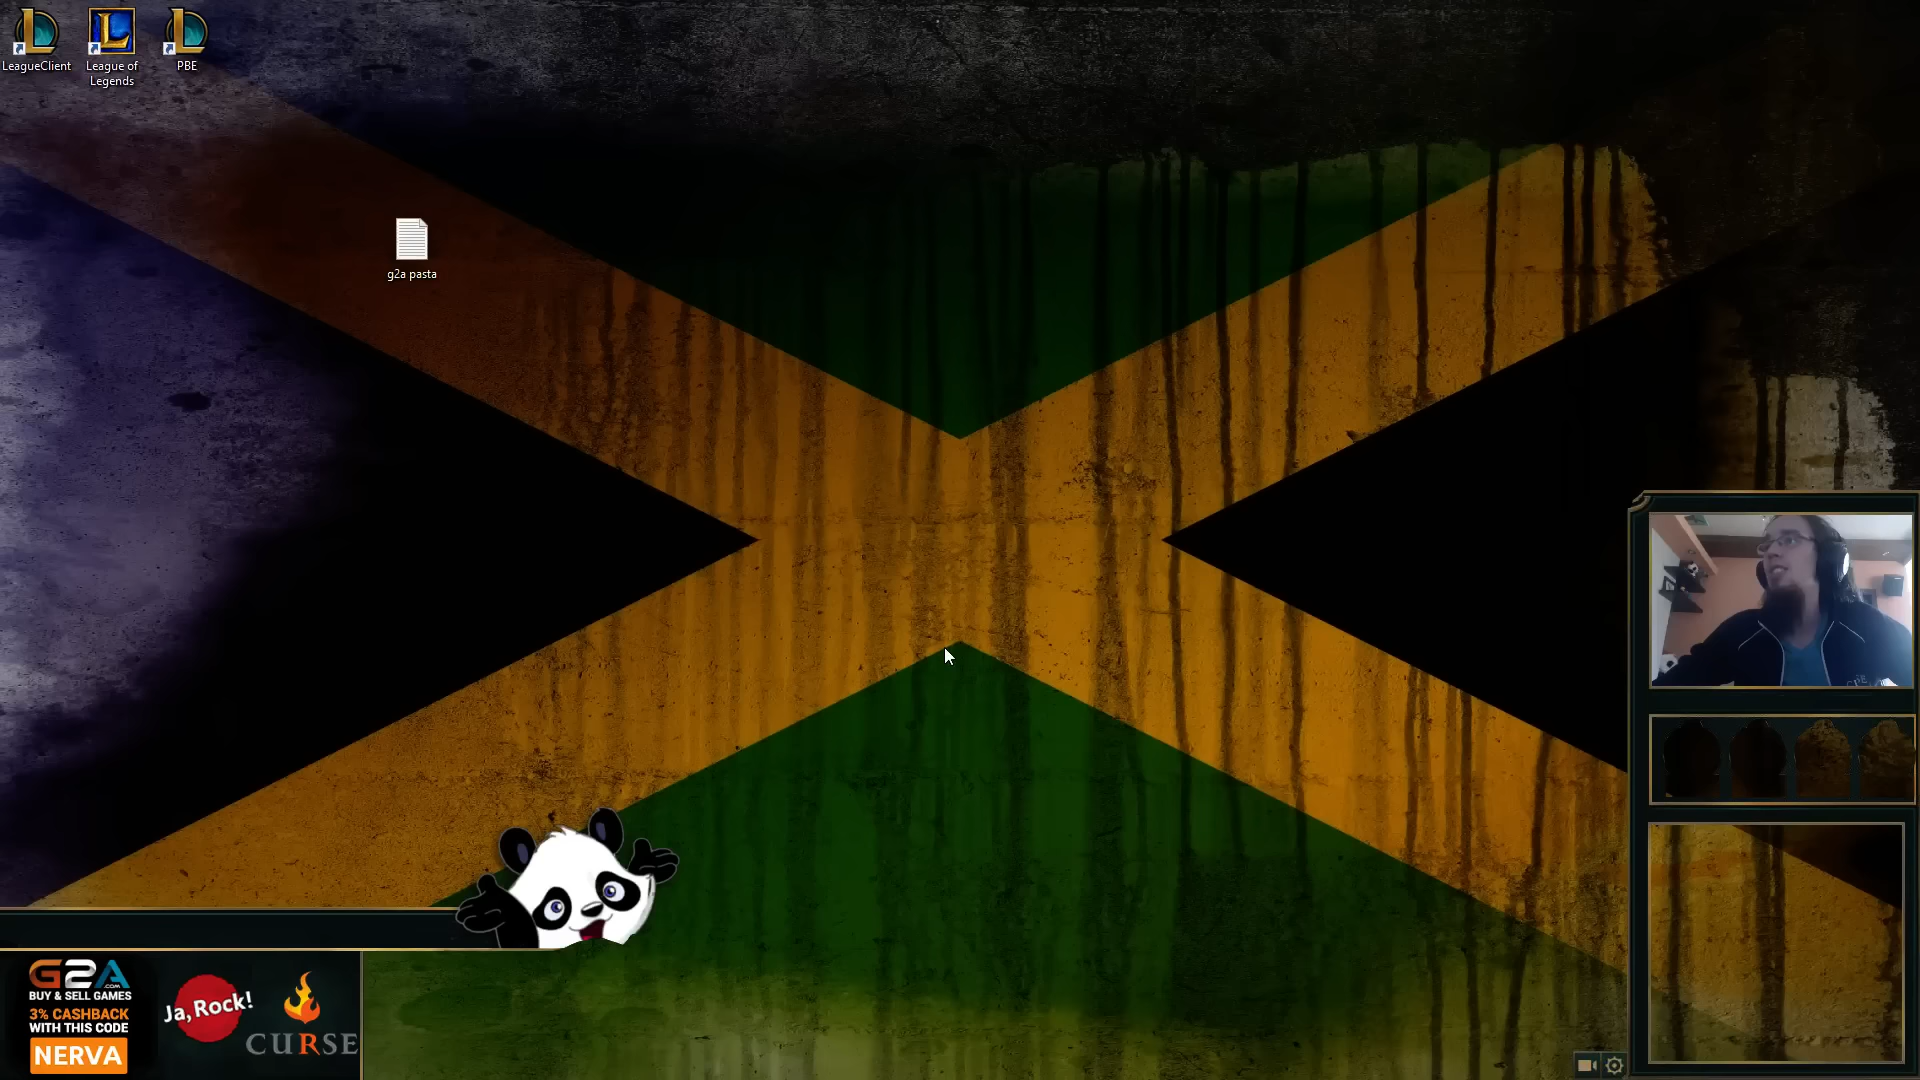 LeagueClient
League of
Legends
PBE
g2a pasta
G2A
.COM
BUY & SELL GAMES
3% CASHBACK
WITH THIS CODE
NERVA
Ja, Rock!
CURSE